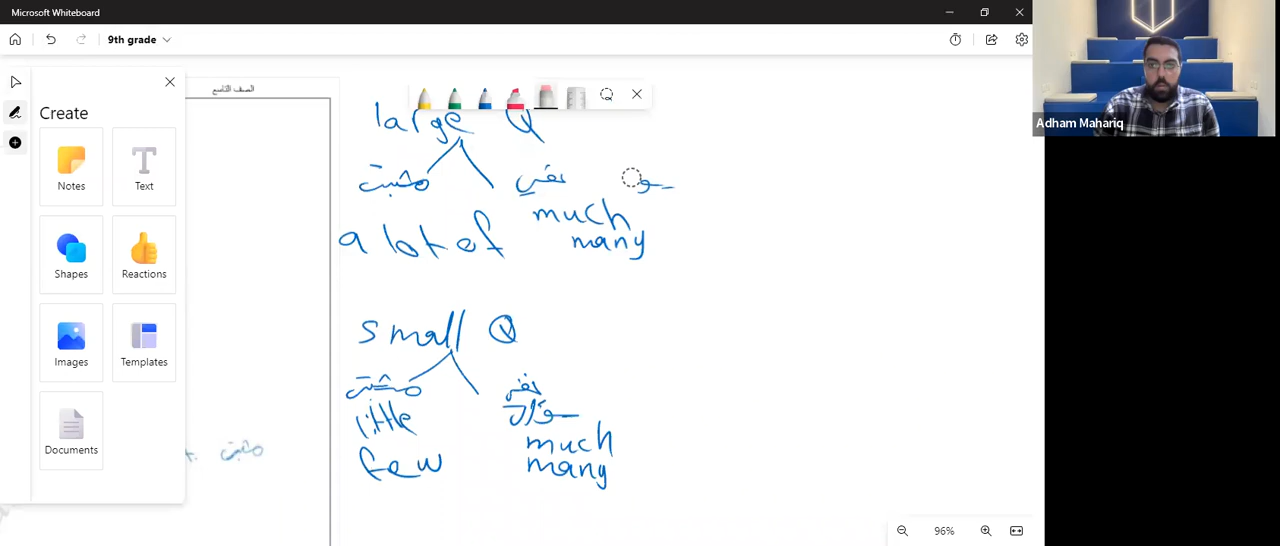 Microsoft Whiteboard
9th grade
Create
Notes
Text
Shapes
Reactions
Images
Templates
Documents
الصف التاسع
large Q
مثبت
نفي
a lot of
much
many
small Q
مثبت
نفي
سؤال
little
few
much
many
مثبت
Adham Mahariq
96%